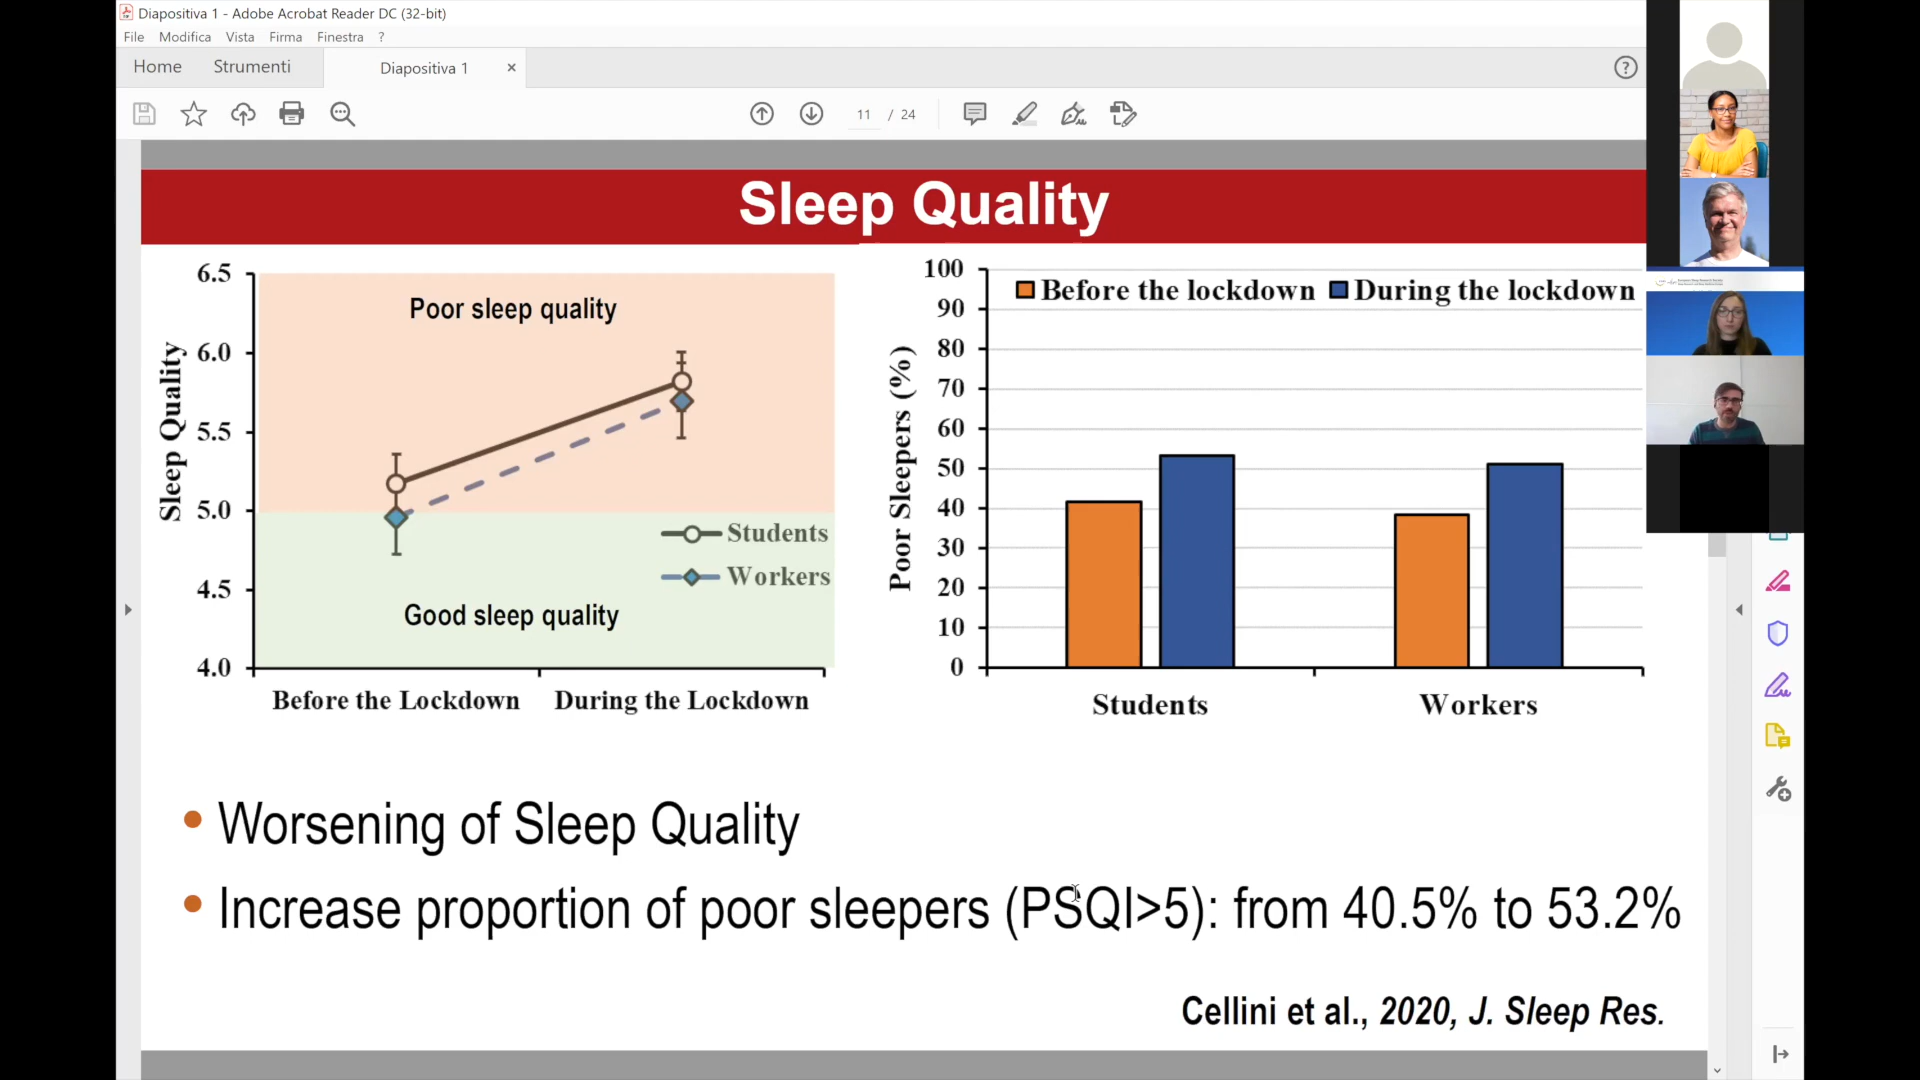 Diapositiva 1 - Adobe Acrobat Reader DC (32-bit)
File Modifica Vista Firma Finestra ?
Home Strumenti Diapositiva 1 ×
11 / 24
Sleep Quality
6.5
6.0
5.5
5.0
4.5
4.0
Sleep Quality
Poor sleep quality
Students
Workers
Good sleep quality
Before the Lockdown During the Lockdown
100
90
80
70
60
50
40
30
20
10
0
Poor Sleepers (%)
Before the lockdown During the lockdown
Students Workers
• Worsening of Sleep Quality
• Increase proportion of poor sleepers (PSQI>5): from 40.5% to 53.2%
Cellini et al., 2020, J. Sleep Res.